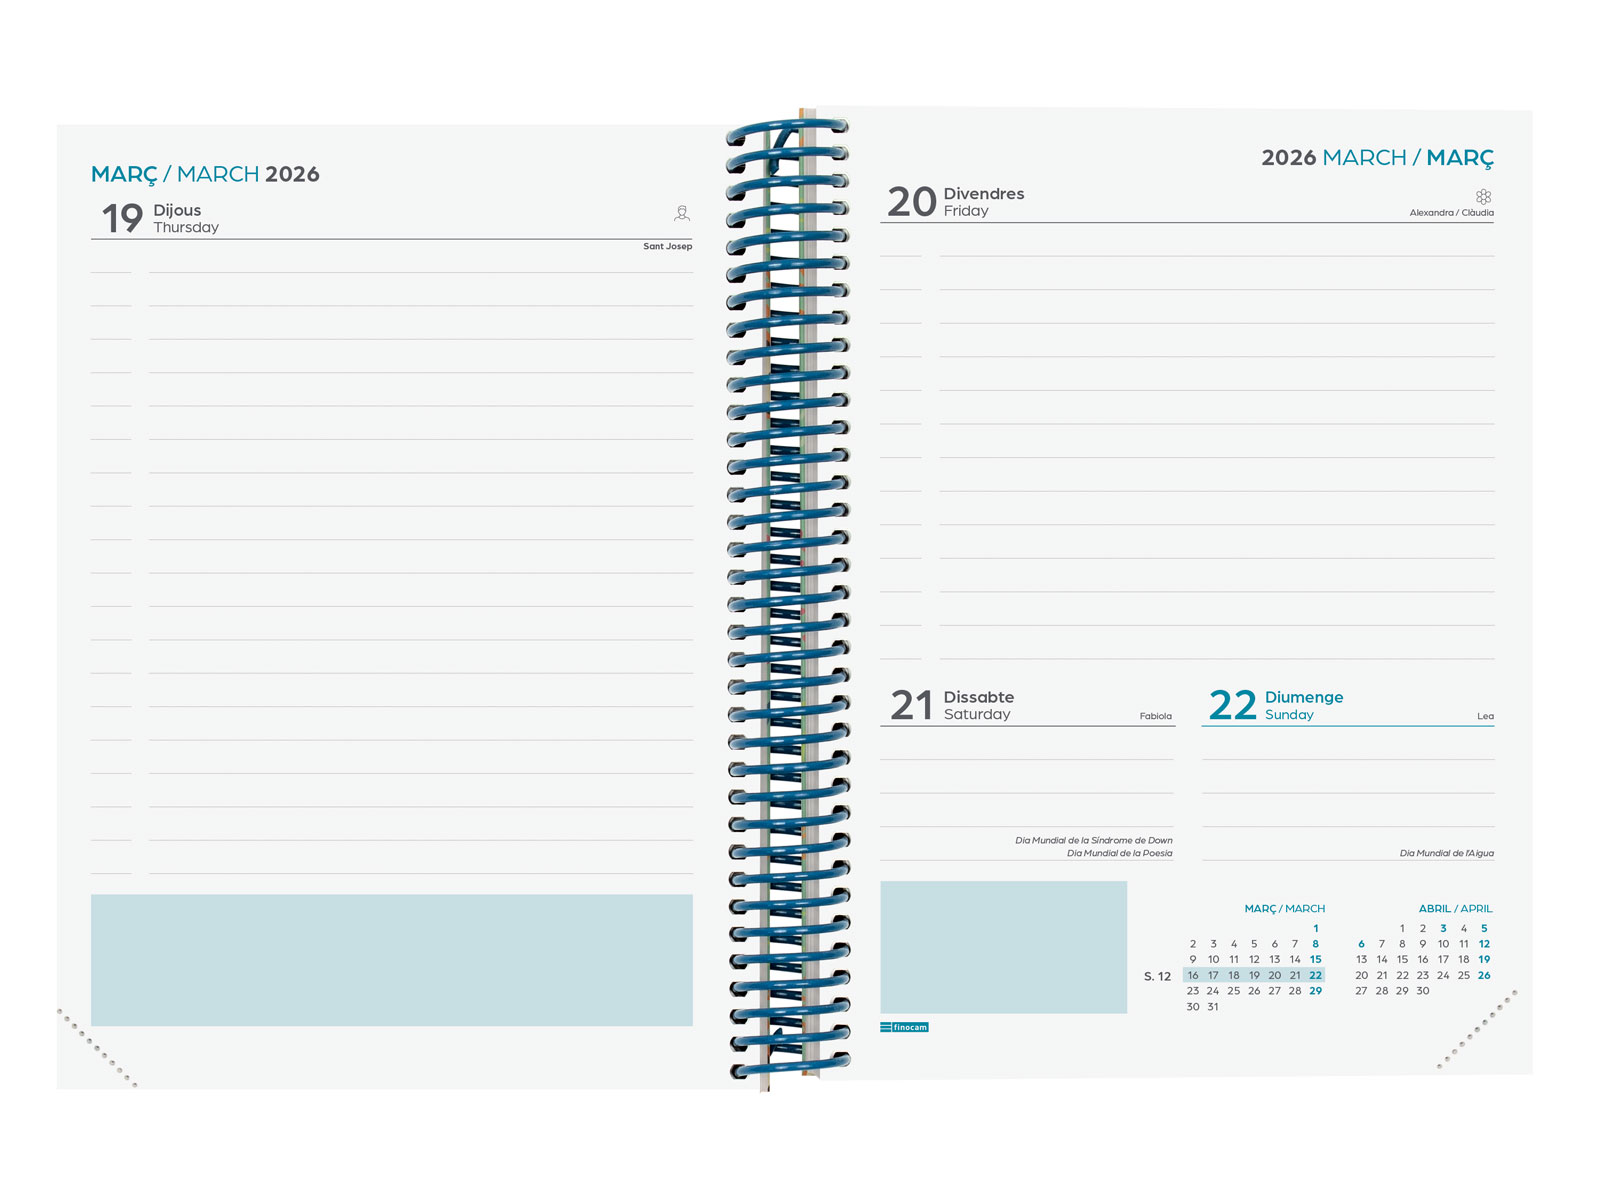 MARÇ / MARCH 2026
19 Dijous
Thursday
Sant Josep
2026 MARCH / MARÇ
20 Divendres
Friday
Alexandra / Clàudia
21 Dissabte
Saturday
Fabiola
Dia Mundial de la Síndrome de Down
Dia Mundial de la Poesia
22 Diumenge
Sunday
Lea
Dia Mundial de l'Aigua
finocam
S. 12
MARÇ / MARCH
1
2 3 4 5 6 7 8
9 10 11 12 13 14 15
16 17 18 19 20 21 22
23 24 25 26 27 28 29
30 31
ABRIL / APRIL
1 2 3 4 5
6 7 8 9 10 11 12
13 14 15 16 17 18 19
20 21 22 23 24 25 26
27 28 29 30